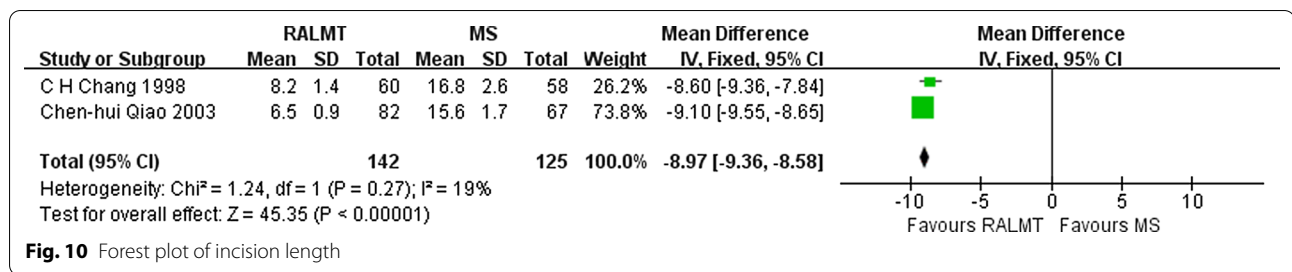 RALMT MS Mean Difference Mean Difference
Study or Subgroup Mean SD Total Mean SD Total Weight IV, Fixed, 95% CI IV, Fixed, 95% CI
C H Chang 1998 8.2 1.4 60 16.8 2.6 58 26.2% -8.60 [-9.36, -7.84]
Chen-hui Qiao 2003 6.5 0.9 82 15.6 1.7 67 73.8% -9.10 [-9.55, -8.65]
Total (95% CI) 142 125 100.0% -8.97 [-9.36, -8.58]
Heterogeneity: Chi² = 1.24, df = 1 (P = 0.27); I² = 19%
Test for overall effect: Z = 45.35 (P < 0.00001)
-10 -5 0 5 10
Favours RALMT Favours MS
Fig. 10 Forest plot of incision length